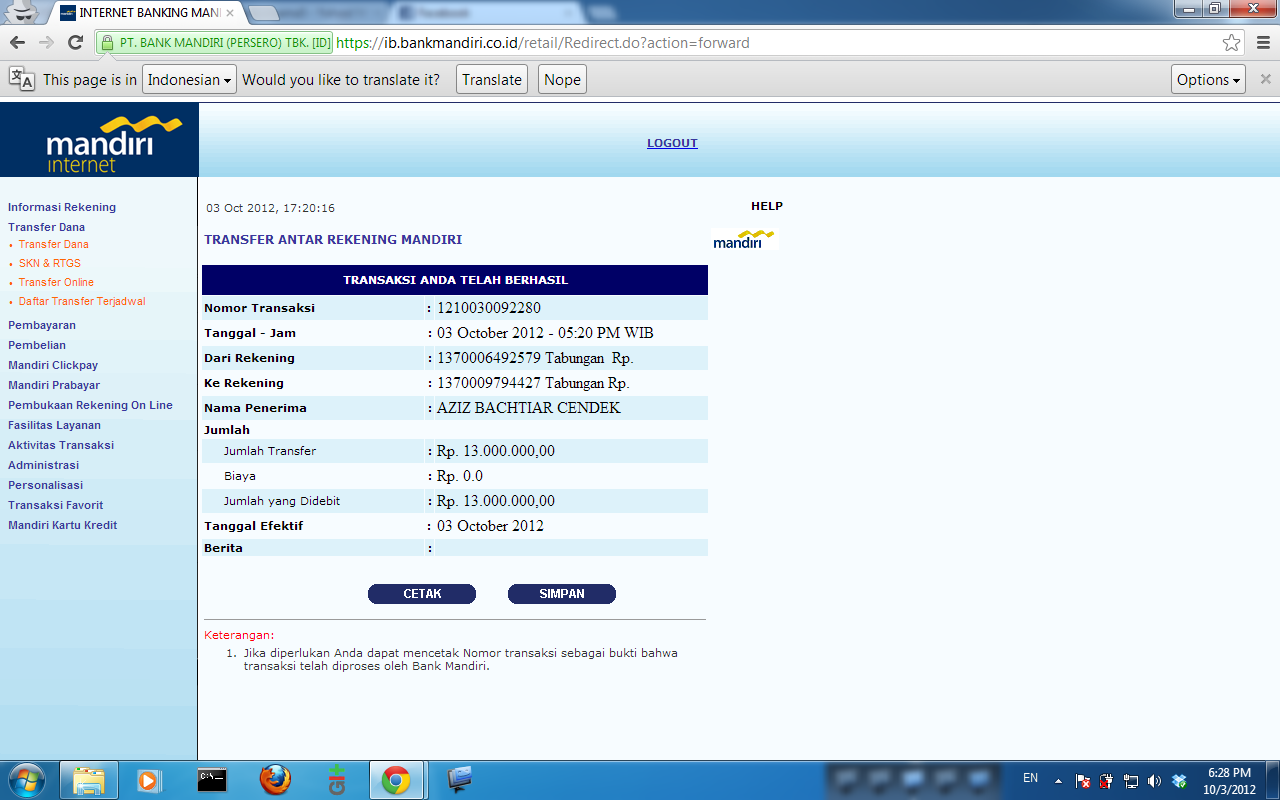 INTERNET BANKING MANI
PT. BANK MANDIRI (PERSERO) TBK. [ID] https://ib.bankmandiri.co.id/retail/Redirect.do?action=forward
This page is in Indonesian Would you like to translate it? Translate Nope Options
mandiri
internet
LOGOUT
Informasi Rekening
Transfer Dana
• Transfer Dana
• SKN & RTGS
• Transfer Online
• Daftar Transfer Terjadwal
Pembayaran
Pembelian
Mandiri Clickpay
Mandiri Prabayar
Pembukaan Rekening On Line
Fasilitas Layanan
Aktivitas Transaksi
Administrasi
Personalisasi
Transaksi Favorit
Mandiri Kartu Kredit
03 Oct 2012, 17:20:16
HELP
TRANSFER ANTAR REKENING MANDIRI
mandiri
TRANSAKSI ANDA TELAH BERHASIL
Nomor Transaksi : 1210030092280
Tanggal - Jam : 03 October 2012 - 05:20 PM WIB
Dari Rekening : 1370006492579 Tabungan Rp.
Ke Rekening : 1370009794427 Tabungan Rp.
Nama Penerima : AZIZ BACHTIAR CENDEK
Jumlah
Jumlah Transfer : Rp. 13.000.000,00
Biaya : Rp. 0.0
Jumlah yang Didebit : Rp. 13.000.000,00
Tanggal Efektif : 03 October 2012
Berita :
CETAK SIMPAN
Keterangan:
1. Jika diperlukan Anda dapat mencetak Nomor transaksi sebagai bukti bahwa
transaksi telah diproses oleh Bank Mandiri.
C:\_
Git
EN
6:28 PM
10/3/2012